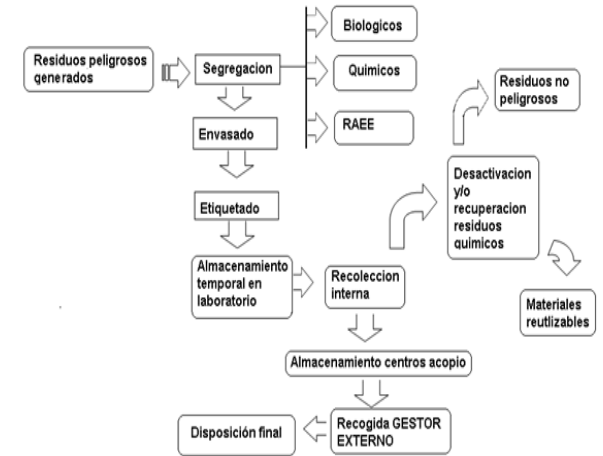 Residuos peligrosos
generados
Segregacion
Biologicos
Quimicos
RAEE
Residuos no
peligrosos
Envasado
Etiquetado
Desactivacion
y/o
recuperacion
residuos
quimicos
Almacenamiento
temporal en
laboratorio
Recoleccion
interna
Materiales
reutlizables
Almacenamiento centros acopio
Recogida GESTOR
EXTERNO
Disposición final